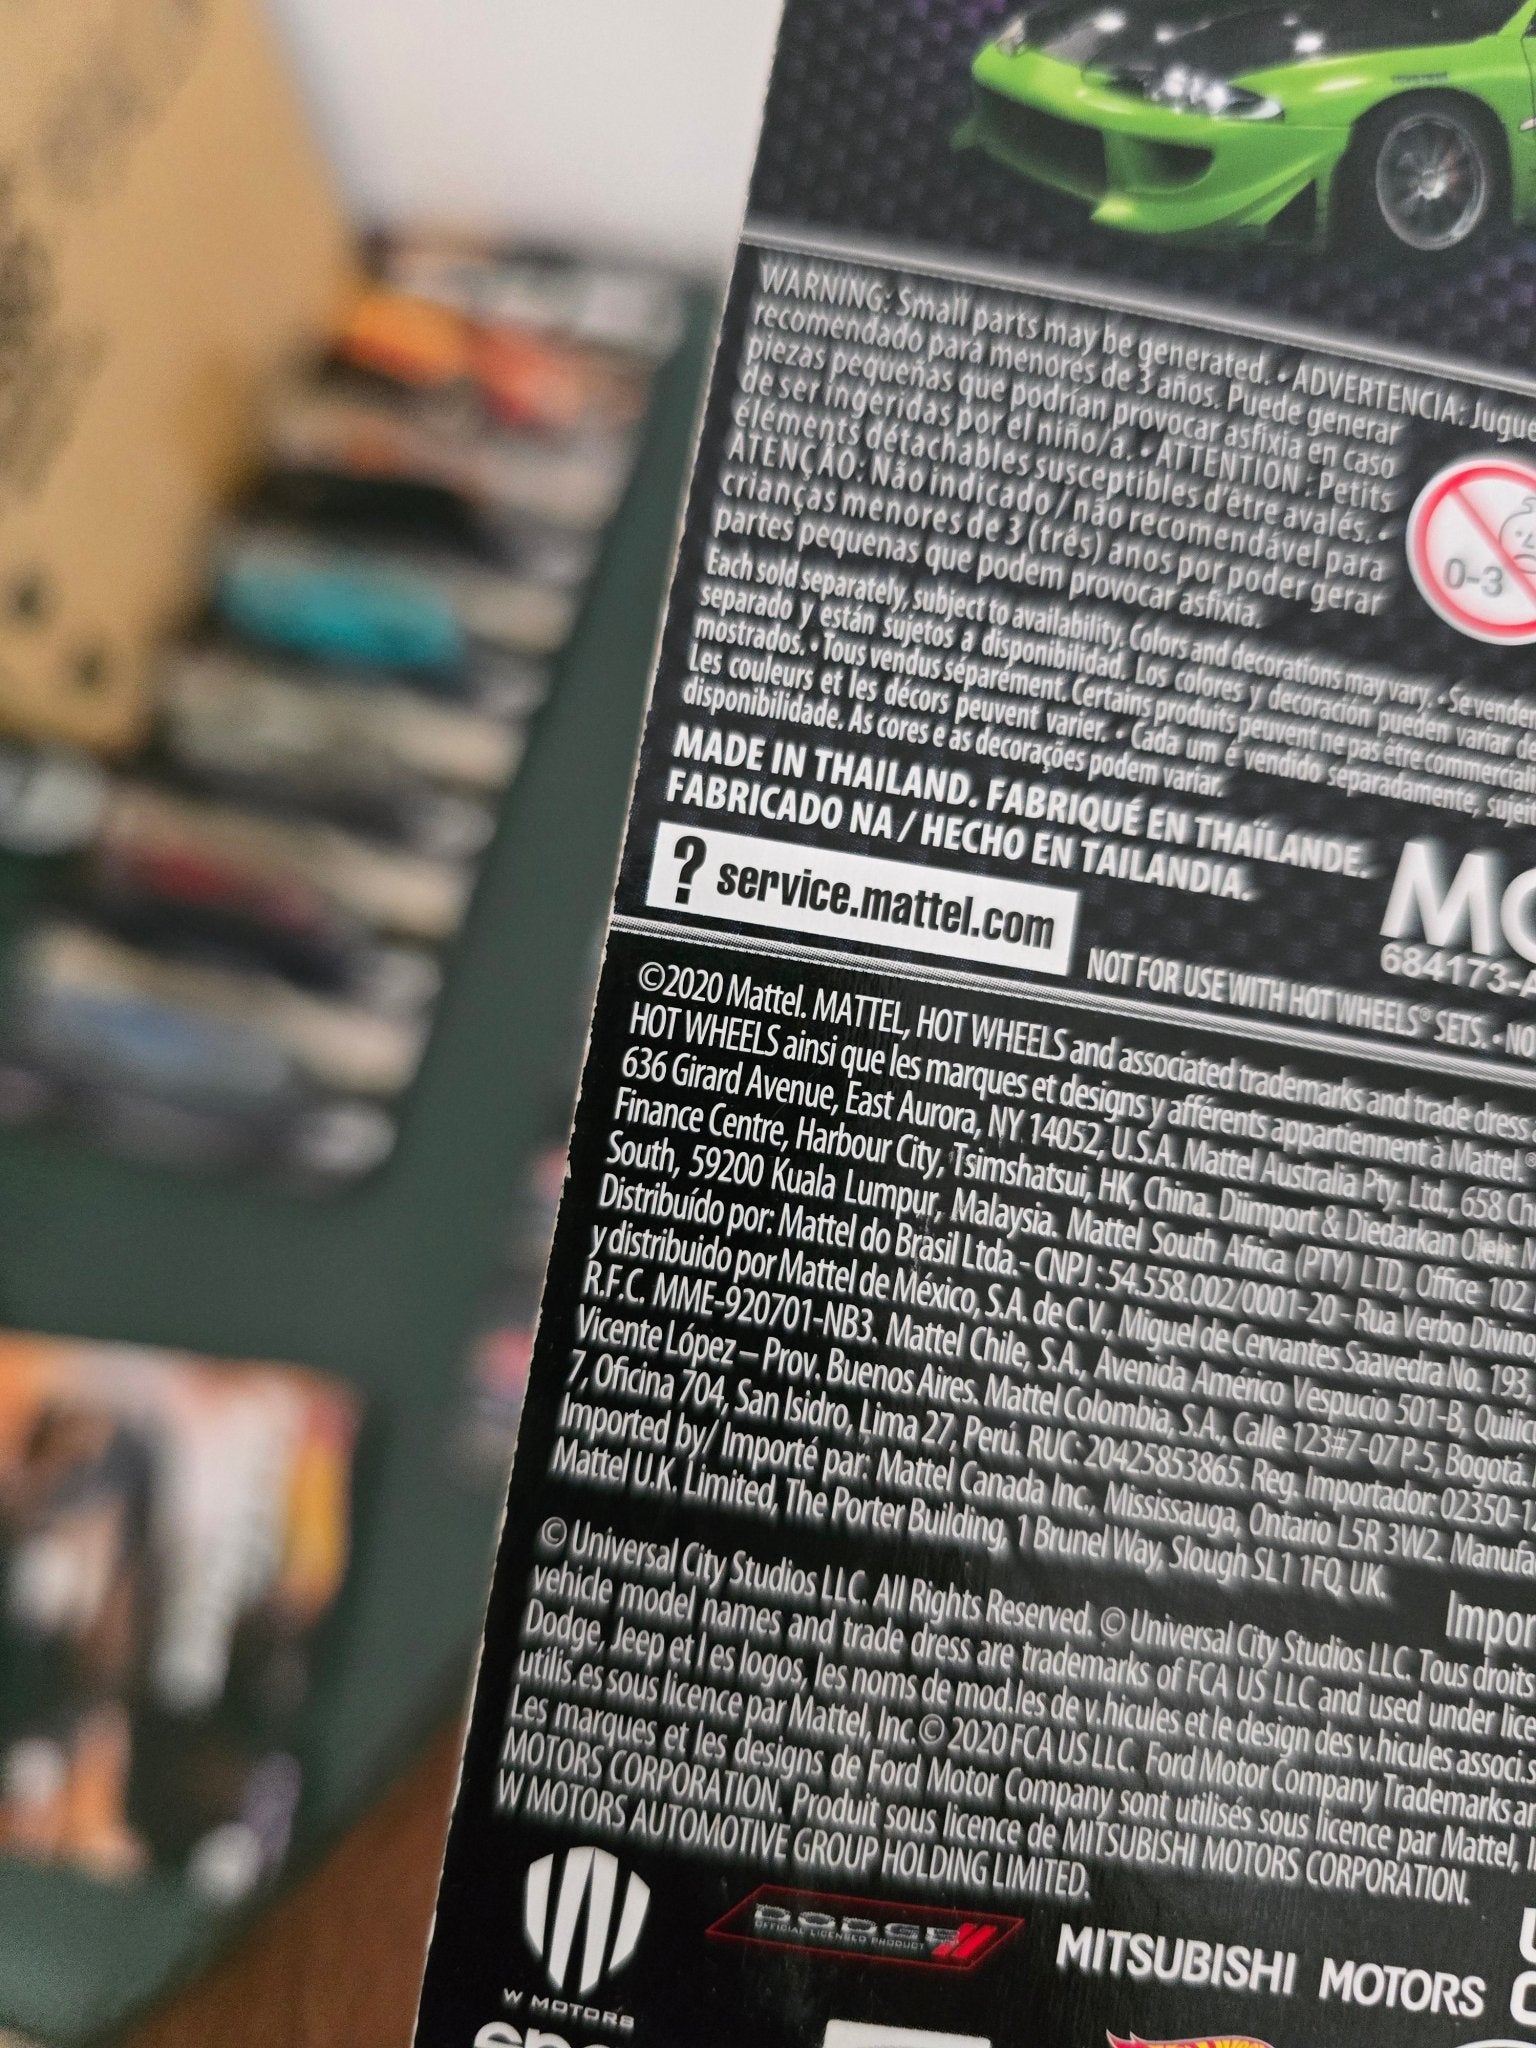 WARNING: Small parts may be generated. • ADVERTENCIA: Jugue
recomendado para menores de 3 años. Puede generar
piezas pequeñas que podrían provocar asfixia en caso
de ser ingeridas por el niño/a. • ATTENTION : Petits
éléments détachables susceptibles d'être avalés. •
ATENÇÃO: Não indicado / não recomendável para
crianças menores de 3 (três) anos por poder gerar
partes pequenas que podem provocar asfixia.
0-3
Each sold separately, subject to availability. Colors and decorations may vary. • Se vende
separado y están sujetos a disponibilidad. Los colores y decoración pueden variar d
mostrados. • Tous vendus séparément. Certains produits peuvent ne pas être commercial
Les couleurs et les décors peuvent varier. • Cada um é vendido separadamente, sujei
disponibilidade. As cores e as decorações podem variar.
MADE IN THAILAND. FABRIQUÉ EN THAÏLANDE.
FABRICADO NA / HECHO EN TAILANDIA.
? service.mattel.com
684173-A
NOT FOR USE WITH HOT WHEELS® SETS. • NO
©2020 Mattel. MATTEL, HOT WHEELS and associated trademarks and trade dress
HOT WHEELS ainsi que les marques et designs y afférents appartiennent à Mattel.
636 Girard Avenue, East Aurora, NY 14052, U.S.A. Mattel Australia Pty. Ltd., 658 Ch
Finance Centre, Harbour City, Tsimshatsui, HK, China. Diimport & Diedarkan Oleh: M
South, 59200 Kuala Lumpur, Malaysia. Mattel South Africa (PTY) LTD, Office 102
Distribuído por: Mattel do Brasil Ltda.- CNPJ : 54.558.002/0001-20 - Rua Verbo Divino
y distribuido por Mattel de México, S.A. de C.V., Miguel de Cervantes Saavedra No. 193,
R.F.C. MME-920701-NB3. Mattel Chile, S.A., Avenida Américo Vespucio 501-B, Quilic
Vicente López – Prov. Buenos Aires. Mattel Colombia, S.A., Calle 123#7-07 P.5, Bogotá.
7, Oficina 704, San Isidro, Lima 27, Perú. RUC: 20425853865. Reg. Importador: 02350-1
Imported by/ Importé par: Mattel Canada Inc., Mississauga, Ontario L5R 3W2. Manufa
Mattel U.K. Limited, The Porter Building, 1 Brunel Way, Slough SL1 1FQ, UK.
Impor
© Universal City Studios LLC. All Rights Reserved. © Universal City Studios LLC. Tous droits
vehicle model names and trade dress are trademarks of FCA US LLC and used under lice
Dodge, Jeep et l es logos, les noms de mod.les de v.hicules et le design des v.hicules associ.s
utilis.es sous licence par Mattel, Inc. © 2020 FCA US LLC. Ford Motor Company Trademarks a
Les marques et les designs de Ford Motor Company sont utilisés sous licence par Mattel, I
MOTORS CORPORATION. Produit sous licence de MITSUBISHI MOTORS CORPORATION.
W MOTORS AUTOMOTIVE GROUP HOLDING LIMITED.
W MOTORS
DODGE
OFFICIAL LICENSED PRODUCT
MITSUBISHI MOTORS